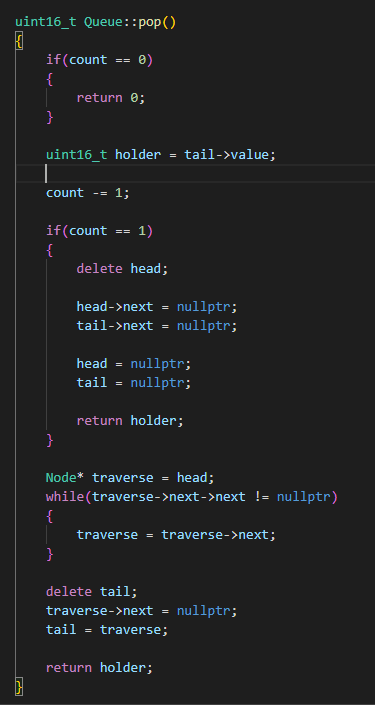 uint16_t Queue::pop()
{
if(count == 0)
{
return 0;
}
uint16_t holder = tail->value;
count -= 1;
if(count == 1)
{
delete head;
head->next = nullptr;
tail->next = nullptr;
head = nullptr;
tail = nullptr;
return holder;
}
Node* traverse = head;
while(traverse->next->next != nullptr)
{
traverse = traverse->next;
}
delete tail;
traverse->next = nullptr;
tail = traverse;
return holder;
}